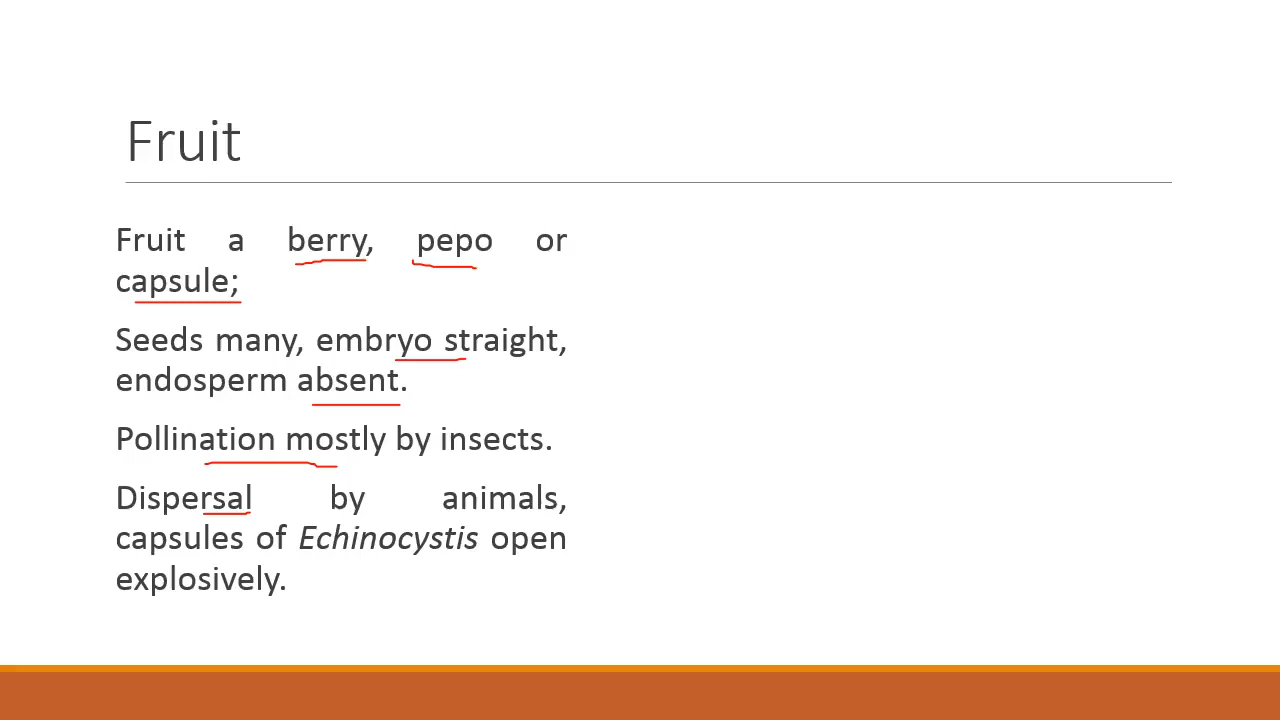 Fruit
Fruit a berry, pepo or
capsule;
Seeds many, embryo straight,
endosperm absent.
Pollination mostly by insects.
Dispersal by animals,
capsules of Echinocystis open
explosively.